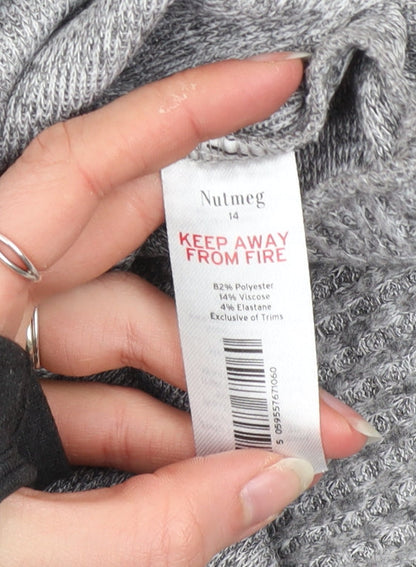 Nutmeg
14
KEEP AWAY
FROM FIRE
82% Polyester
14% Viscose
4% Elastane
Exclusive of Trims
5 059557671060